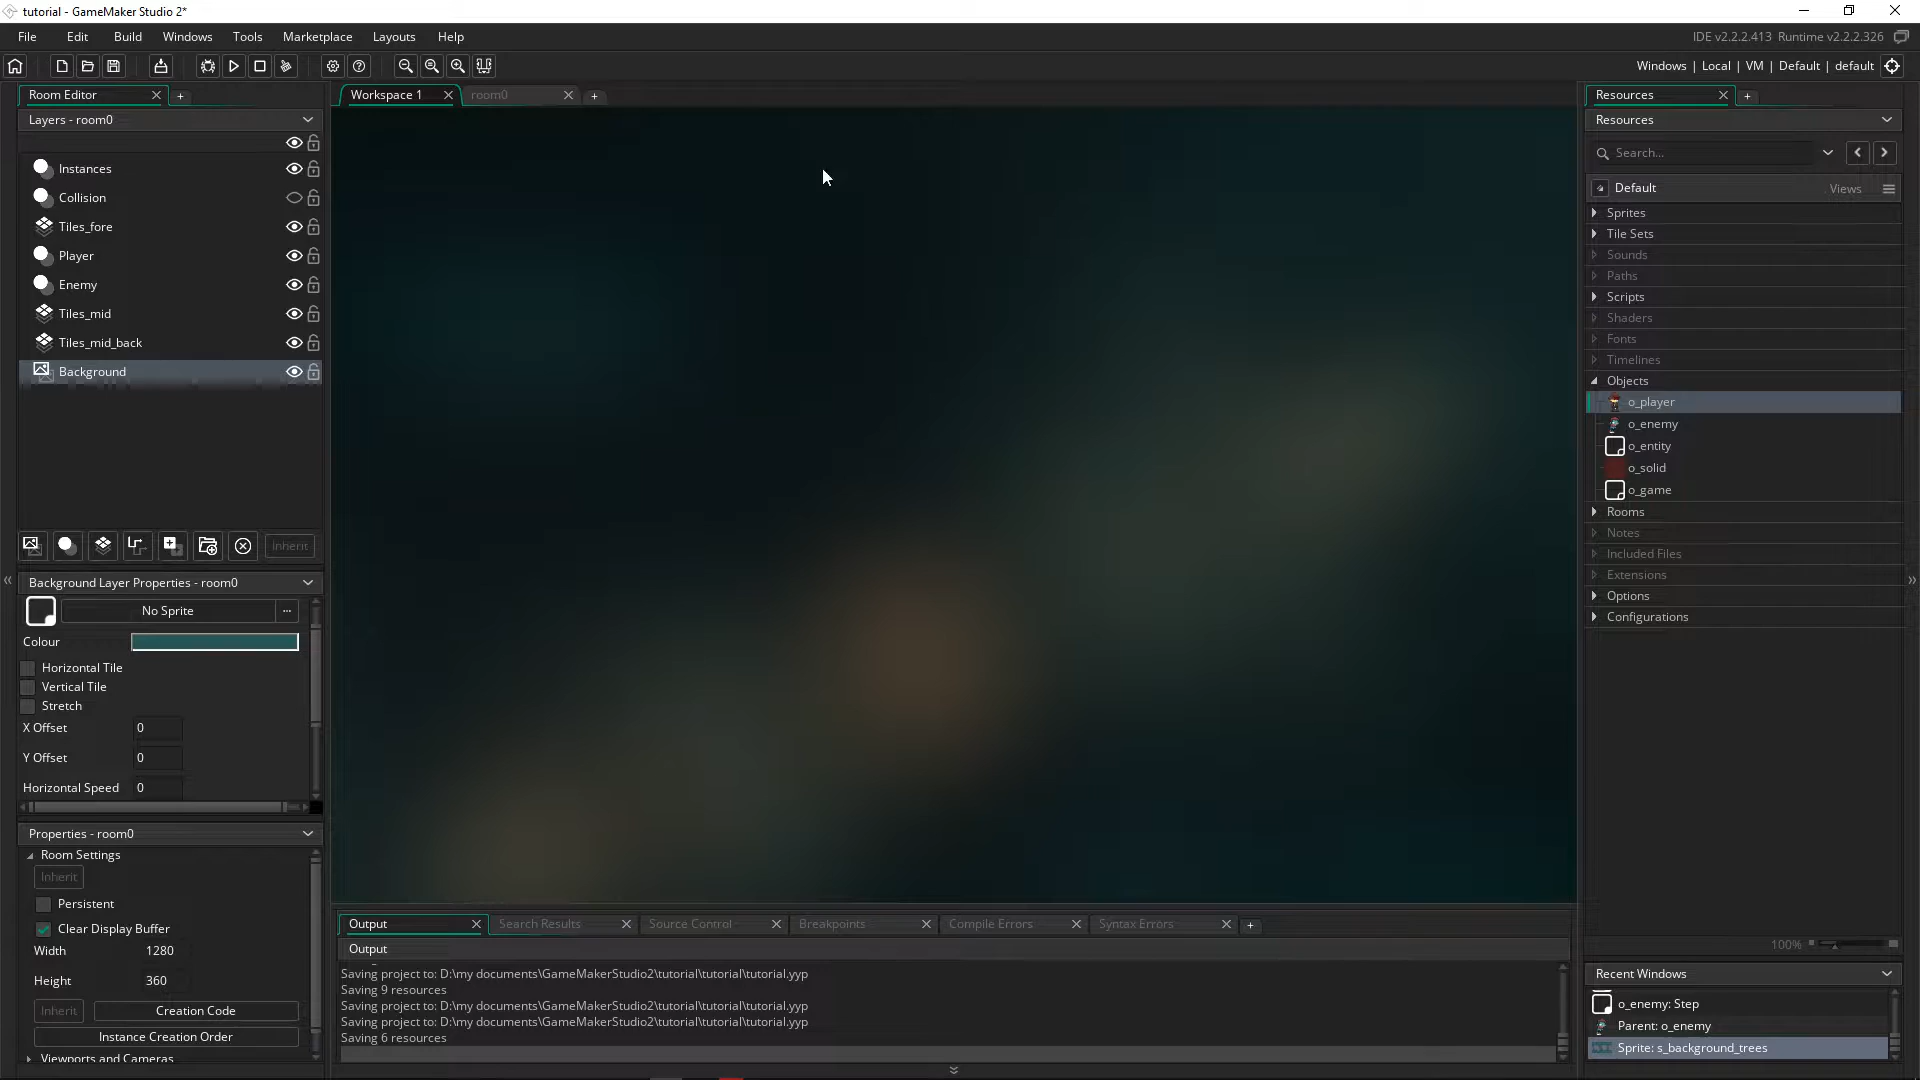 tutorial - GameMaker Studio 2*
File Edit Build Windows Tools Marketplace Layouts Help
IDE v2.2.2.413 Runtime v2.2.2.326
Windows | Local | VM | Default | default
Room Editor
Layers - room0
Instances
Collision
Tiles_fore
Player
Enemy
Tiles_mid
Tiles_mid_back
Background
Inherit
Background Layer Properties - room0
No Sprite
...
Colour
Horizontal Tile
Vertical Tile
Stretch
X Offset 0
Y Offset 0
Horizontal Speed 0
Properties - room0
Room Settings
Inherit
Persistent
Clear Display Buffer
Width 1280
Height 360
Inherit Creation Code
Instance Creation Order
Viewports and Cameras
Workspace 1 room0
Output Search Results Source Control Breakpoints Compile Errors Syntax Errors
Output
Saving project to: D:\my documents\GameMakerStudio2\tutorial\tutorial\tutorial.yyp
Saving 9 resources
Saving project to: D:\my documents\GameMakerStudio2\tutorial\tutorial\tutorial.yyp
Saving project to: D:\my documents\GameMakerStudio2\tutorial\tutorial\tutorial.yyp
Saving 6 resources
Resources
Resources
Search...
Default Views
Sprites
Tile Sets
Sounds
Paths
Scripts
Shaders
Fonts
Timelines
Objects
o_player
o_enemy
o_entity
o_solid
o_game
Rooms
Notes
Included Files
Extensions
Options
Configurations
100%
Recent Windows
o_enemy: Step
Parent: o_enemy
Sprite: s_background_trees